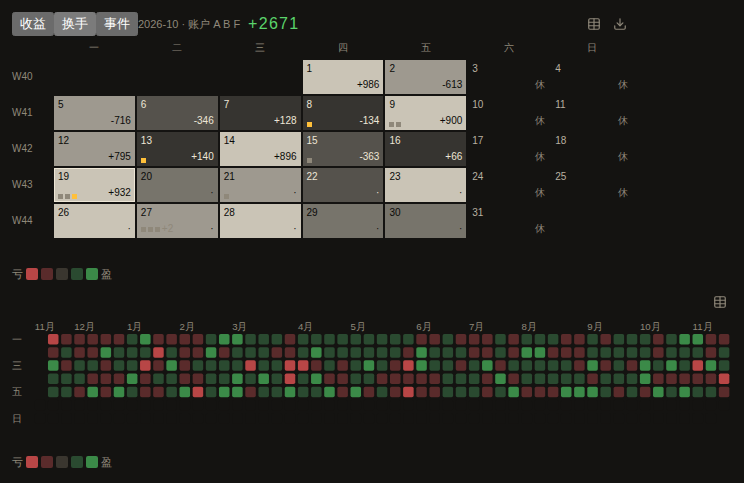 收益 换手 事件 2026-10 · 账户 A B F +2671
一 二 三 四 五 六 日
W40 1 +986 2 -613 3 休 4 休
W41 5 -716 6 -346 7 +128 8 -134 9 +900 10 休 11 休
W42 12 +795 13 +140 14 +896 15 -363 16 +66 17 休 18 休
W43 19 +932 20 · 21 · 22 · 23 · 24 休 25 休
W44 26 · 27 +2 · 28 · 29 · 30 · 31 休
亏 盈
11月 12月 1月 2月 3月 4月 5月 6月 7月 8月 9月 10月 11月
一
三
五
日
亏 盈